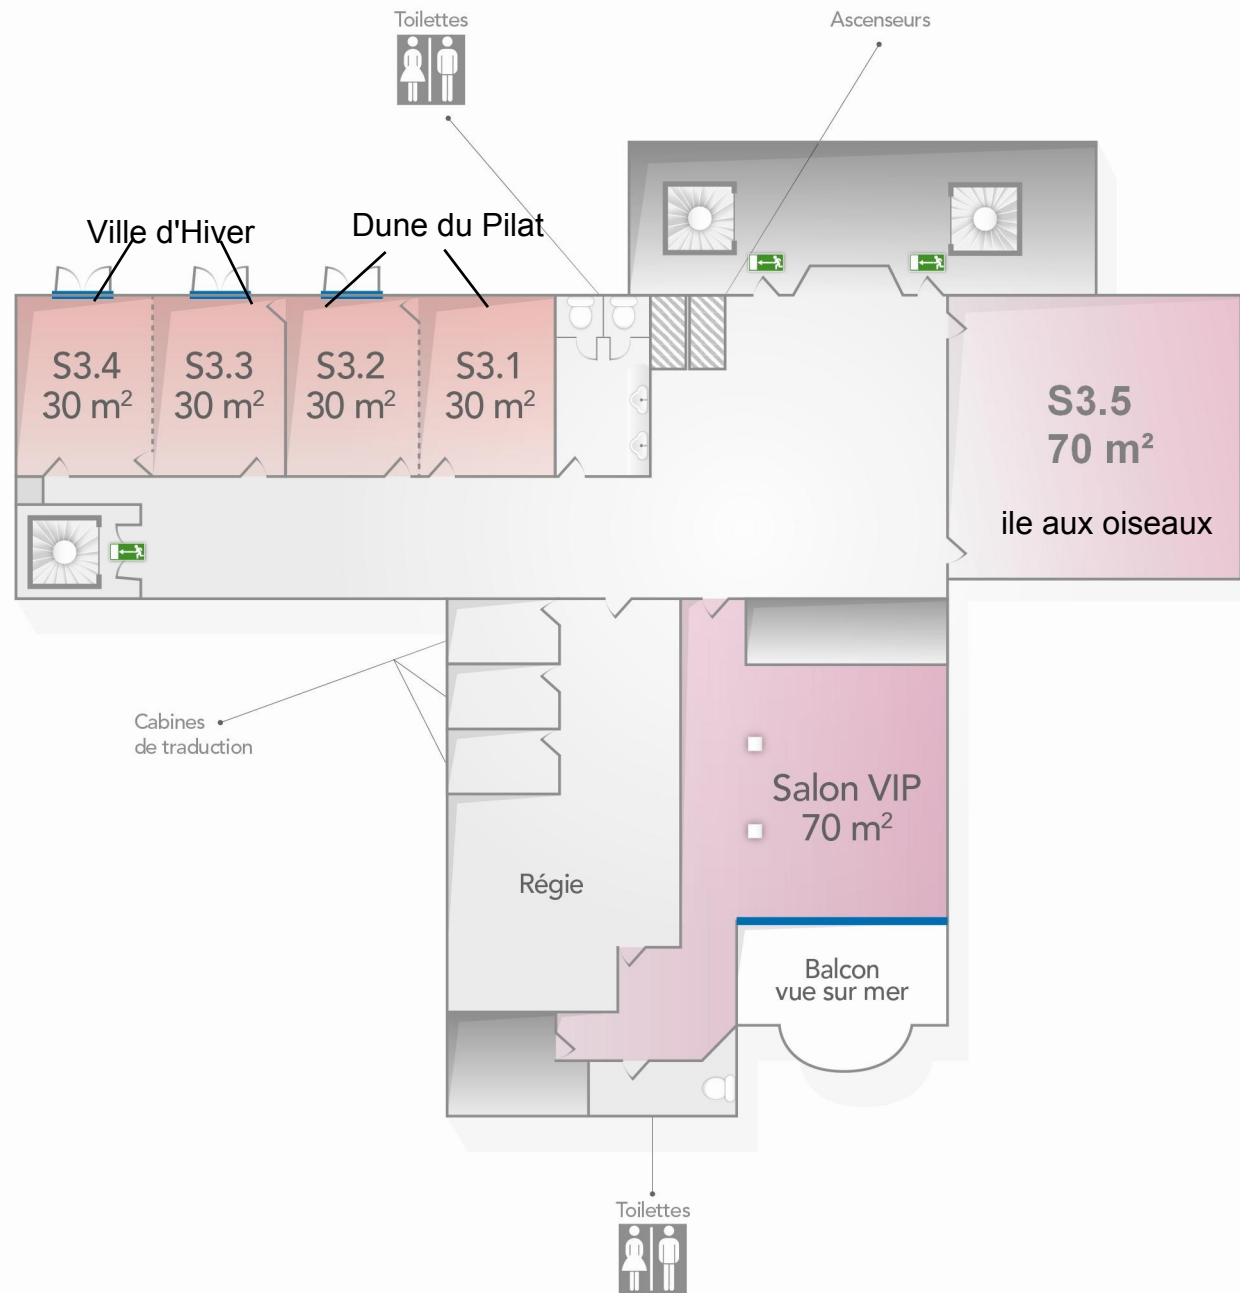 Toilettes
Ascenseurs
Ville d'Hiver
Dune du Pilat
S3.4
30 m²
S3.3
30 m²
S3.2
30 m²
S3.1
30 m²
S3.5
70 m²
ile aux oiseaux
Cabines
de traduction
Salon VIP
70 m²
Régie
Balcon
vue sur mer
Toilettes